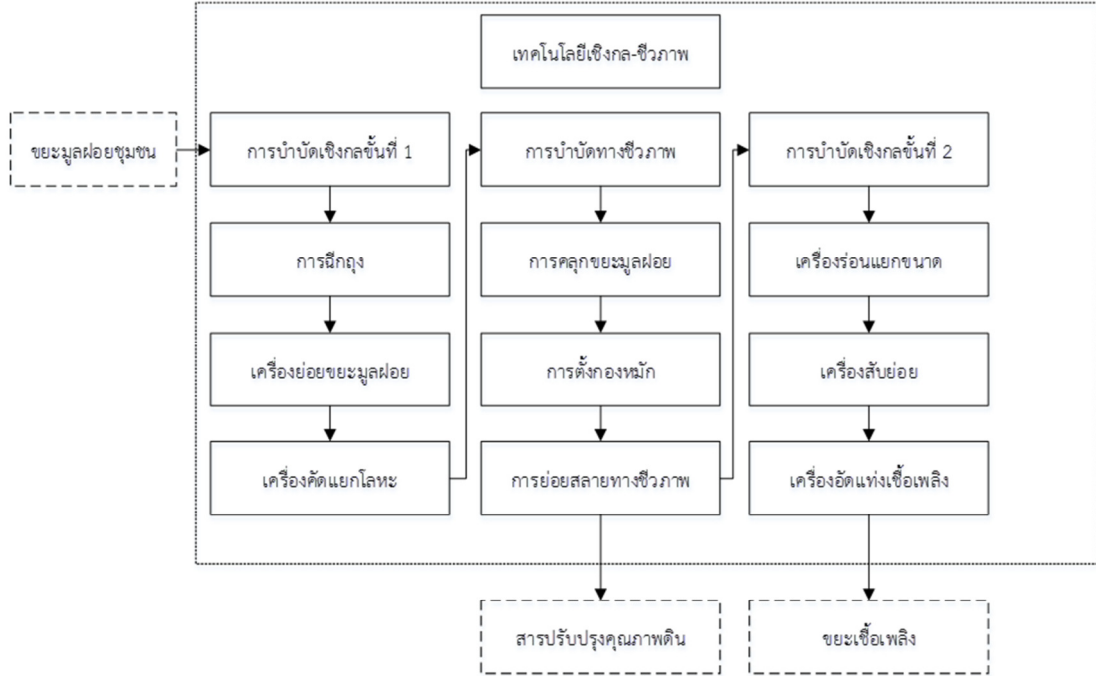 เทคโนโลยีเชิงกล-ชีวภาพ
ขยะมูลฝอยชุมชน
การบำบัดเชิงกลขั้นที่ 1
การฉีกถุง
เครื่องย่อยขยะมูลฝอย
เครื่องคัดแยกโลหะ
การบำบัดทางชีวภาพ
การคลุกขยะมูลฝอย
การตั้งกองหมัก
การย่อยสลายทางชีวภาพ
การบำบัดเชิงกลขั้นที่ 2
เครื่องร่อนแยกขนาด
เครื่องสับย่อย
เครื่องอัดแท่งเชื้อเพลิง
สารปรับปรุงคุณภาพดิน
ขยะเชื้อเพลิง